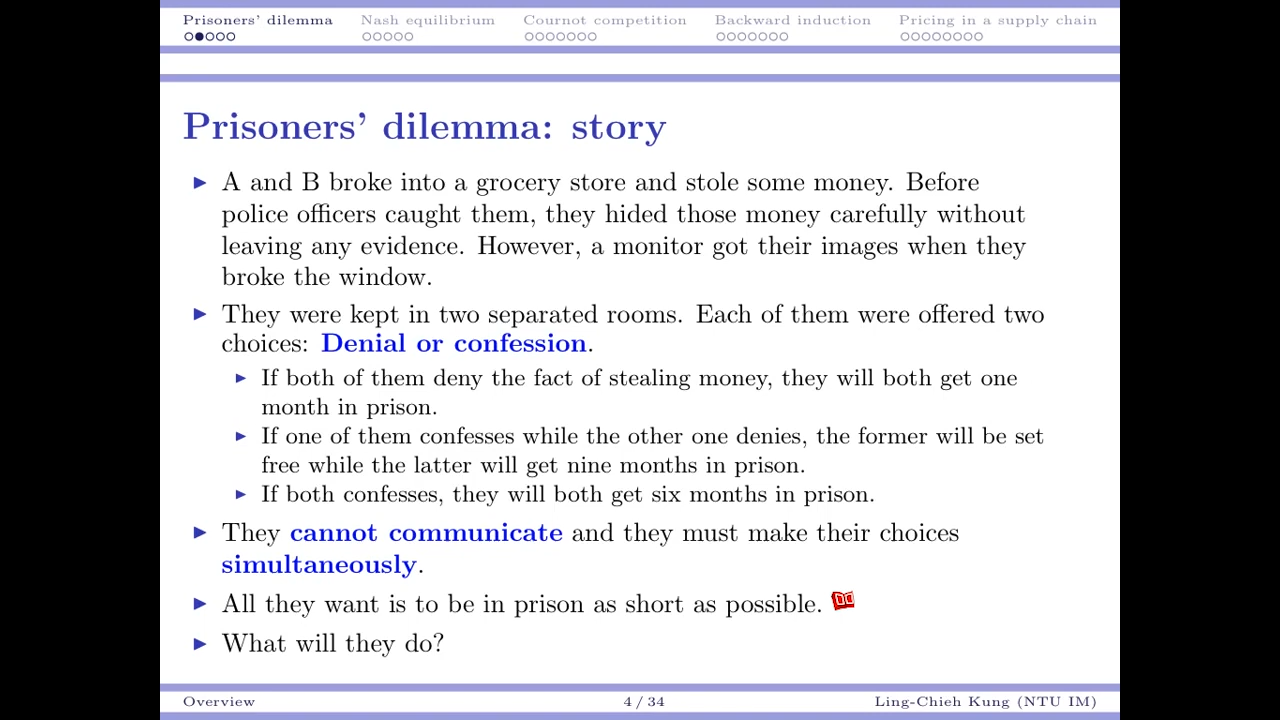 Prisoners' dilemma Nash equilibrium Cournot competition Backward induction Pricing in a supply chain
Prisoners' dilemma: story
A and B broke into a grocery store and stole some money. Before
police officers caught them, they hided those money carefully without
leaving any evidence. However, a monitor got their images when they
broke the window.
They were kept in two separated rooms. Each of them were offered two
choices: Denial or confession.
If both of them deny the fact of stealing money, they will both get one
month in prison.
If one of them confesses while the other one denies, the former will be set
free while the latter will get nine months in prison.
If both confesses, they will both get six months in prison.
They cannot communicate and they must make their choices
simultaneously.
All they want is to be in prison as short as possible.
What will they do?
Overview 4 / 34 Ling-Chieh Kung (NTU IM)